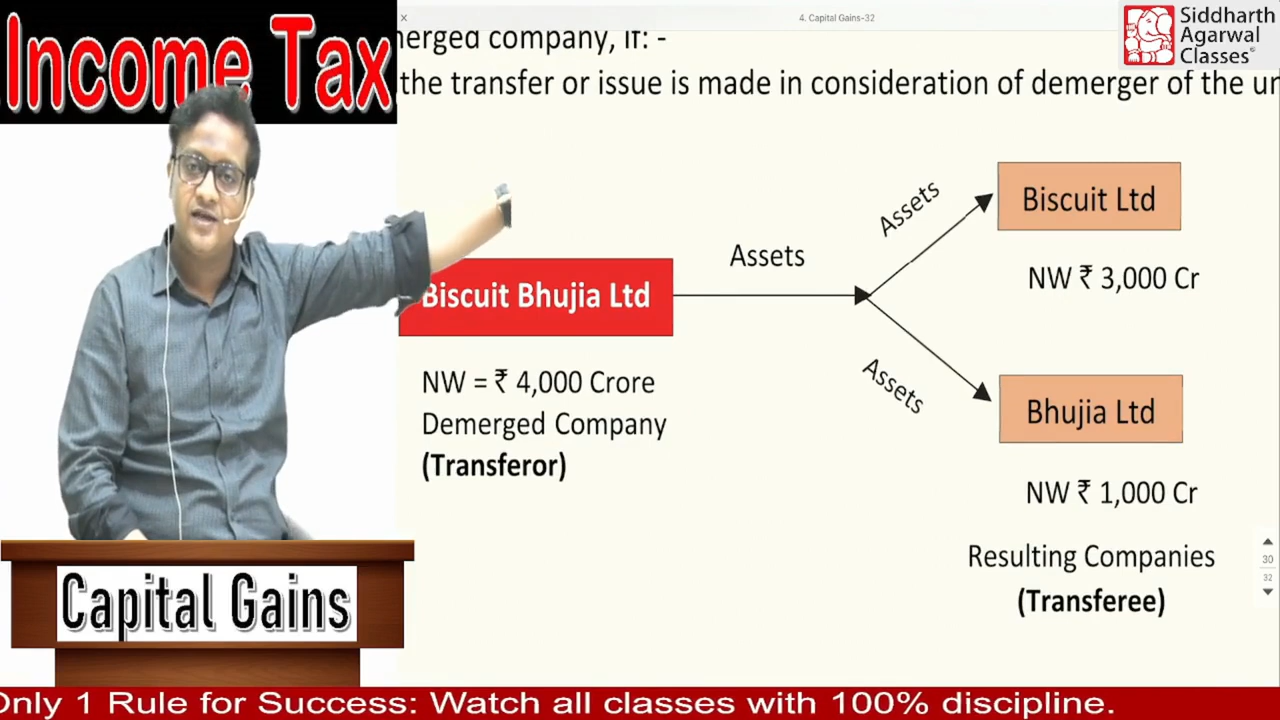 Income Tax
4. Capital Gains-32
Siddharth
Agarwal
Classes
merged company, if: -
the transfer or issue is made in consideration of demerger of the un
Biscuit Bhujia Ltd
Assets
Assets
Assets
Biscuit Ltd
NW ₹ 3,000 Cr
Bhujia Ltd
NW ₹ 1,000 Cr
NW = ₹ 4,000 Crore
Demerged Company
(Transferor)
Resulting Companies
(Transferee)
30
32
Capital Gains
Only 1 Rule for Success: Watch all classes with 100% discipline.